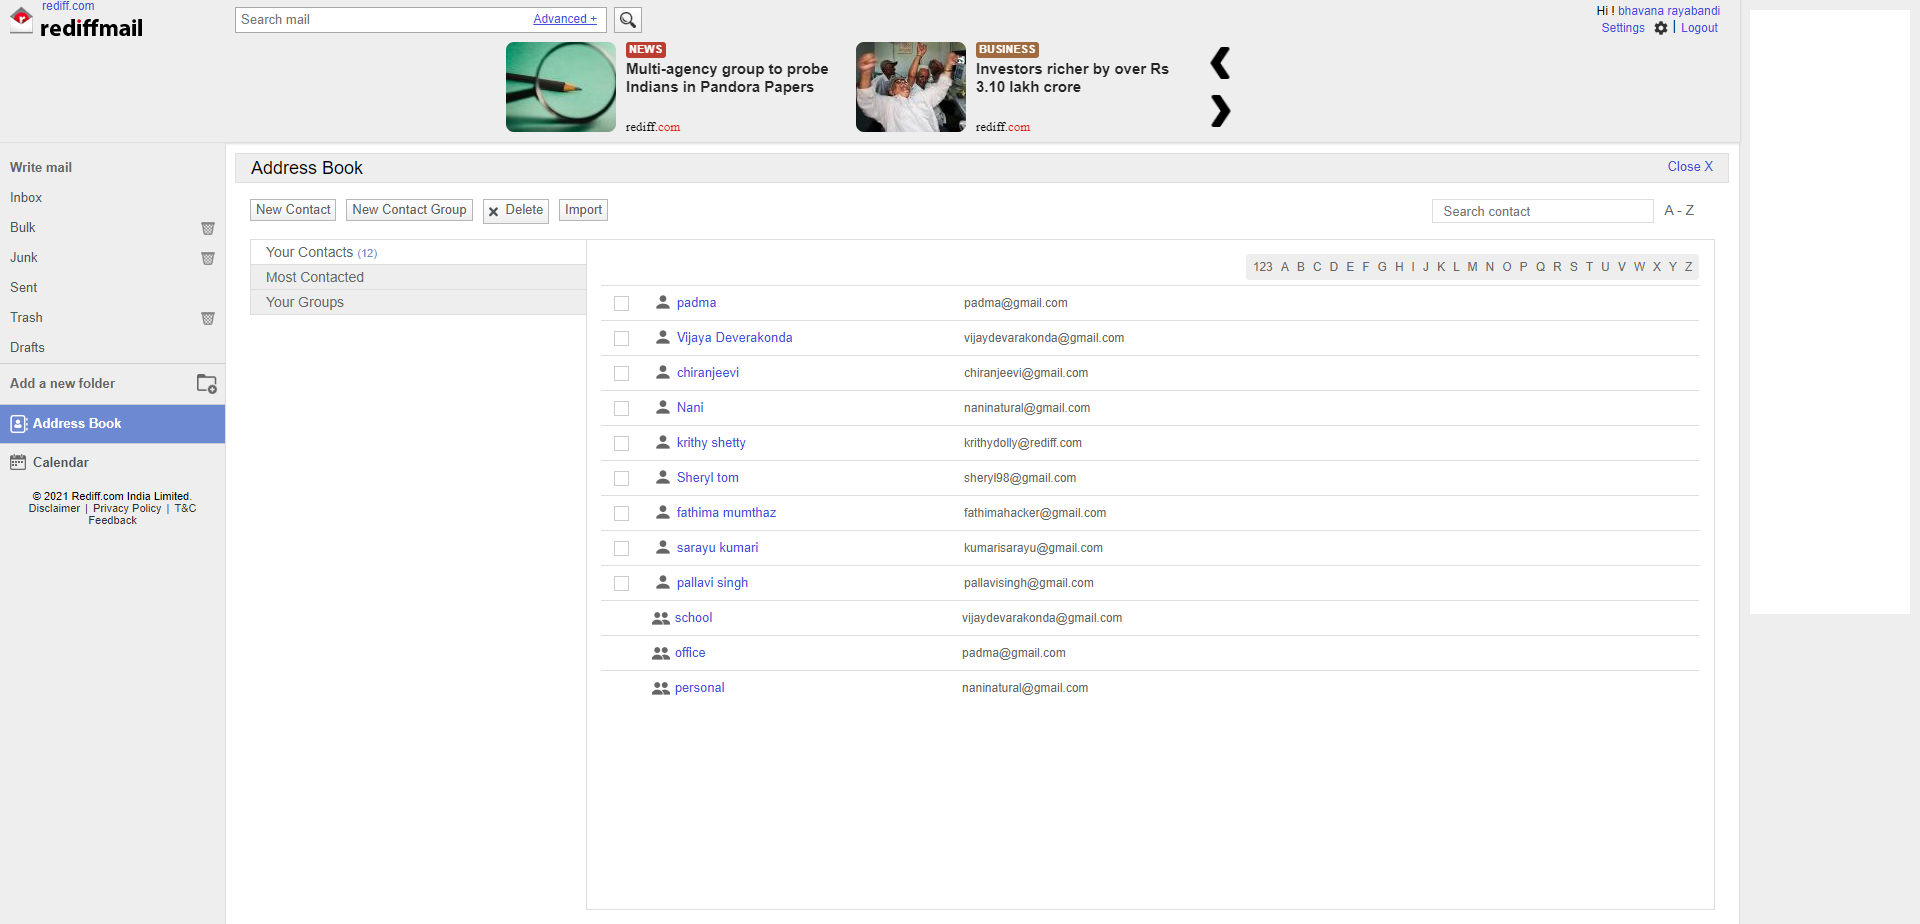 rediff.com
rediffmail
Search mail
Advanced +
Hi ! bhavana rayabandi
Settings | Logout
NEWS
Multi-agency group to probe
Indians in Pandora Papers
rediff.com
BUSINESS
Investors richer by over Rs
3.10 lakh crore
rediff.com
Write mail
Inbox
Bulk
Junk
Sent
Trash
Drafts
Add a new folder
Address Book
Calendar
© 2021 Rediff.com India Limited.
Disclaimer | Privacy Policy | T&C
Feedback
Address Book
Close X
New Contact
New Contact Group
Delete
Import
Search contact
A - Z
Your Contacts (12)
Most Contacted
Your Groups
123 A B C D E F G H I J K L M N O P Q R S T U V W X Y Z
padma padma@gmail.com
Vijaya Deverakonda vijaydevarakonda@gmail.com
chiranjeevi chiranjeevi@gmail.com
Nani naninatural@gmail.com
krithy shetty krithydolly@rediff.com
Sheryl tom sheryl98@gmail.com
fathima mumthaz fathimahacker@gmail.com
sarayu kumari kumarisarayu@gmail.com
pallavi singh pallavisingh@gmail.com
school vijaydevarakonda@gmail.com
office padma@gmail.com
personal naninatural@gmail.com